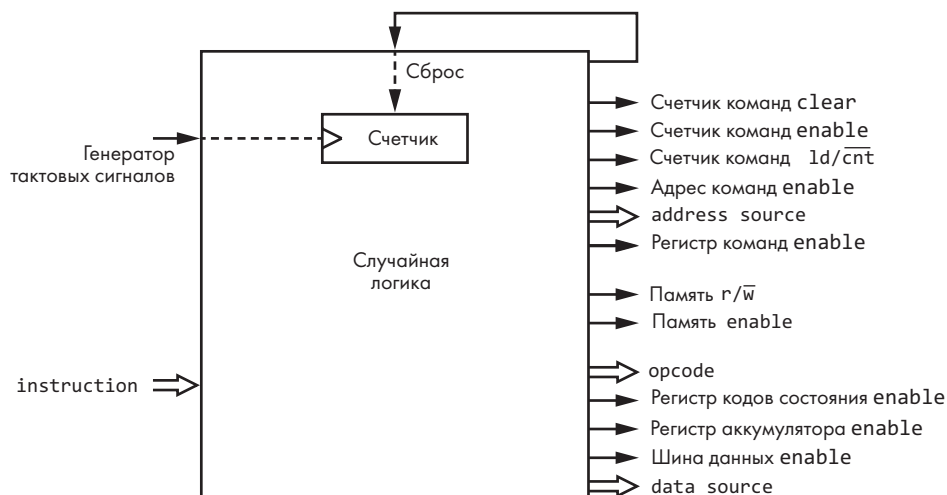 Сброс
Счетчик
Генератор
тактовых сигналов
Случайная
логика
instruction
Счетчик команд clear
Счетчик команд enable
Счетчик команд ld/c̅n̅t̅
Адрес команд enable
address source
Регистр команд enable
Память r/w̅
Память enable
opcode
Регистр кодов состояния enable
Регистр аккумулятора enable
Шина данных enable
data source